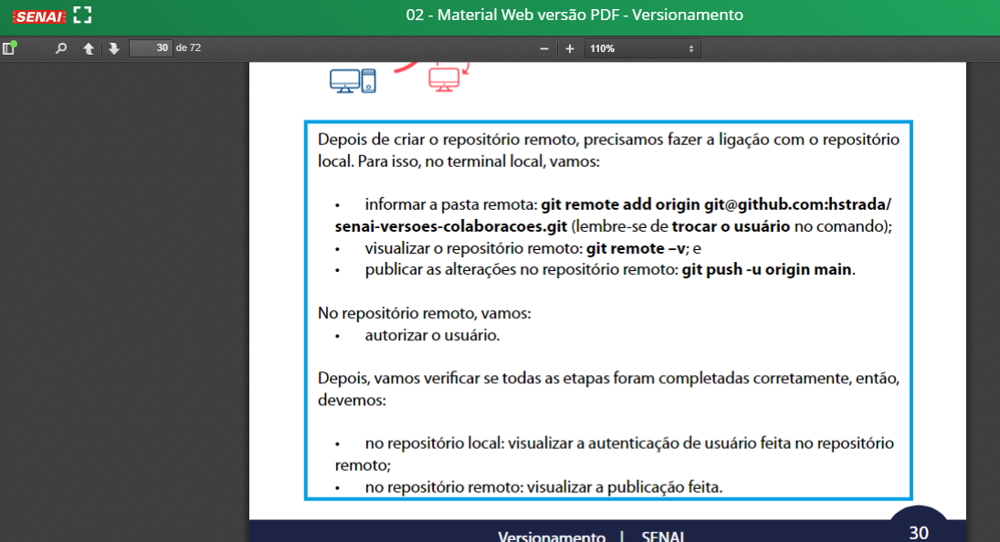 SENAI
02 - Material Web versão PDF - Versionamento
30 de 72
110%
Depois de criar o repositório remoto, precisamos fazer a ligação com o repositório
local. Para isso, no terminal local, vamos:
• informar a pasta remota: git remote add origin git@github.com:hstrada/
senai-versoes-colaboracoes.git (lembre-se de trocar o usuário no comando);
• visualizar o repositório remoto: git remote –v; e
• publicar as alterações no repositório remoto: git push -u origin main.
No repositório remoto, vamos:
• autorizar o usuário.
Depois, vamos verificar se todas as etapas foram completadas corretamente, então,
devemos:
• no repositório local: visualizar a autenticação de usuário feita no repositório
remoto;
• no repositório remoto: visualizar a publicação feita.
Versionamento | SENAI
30